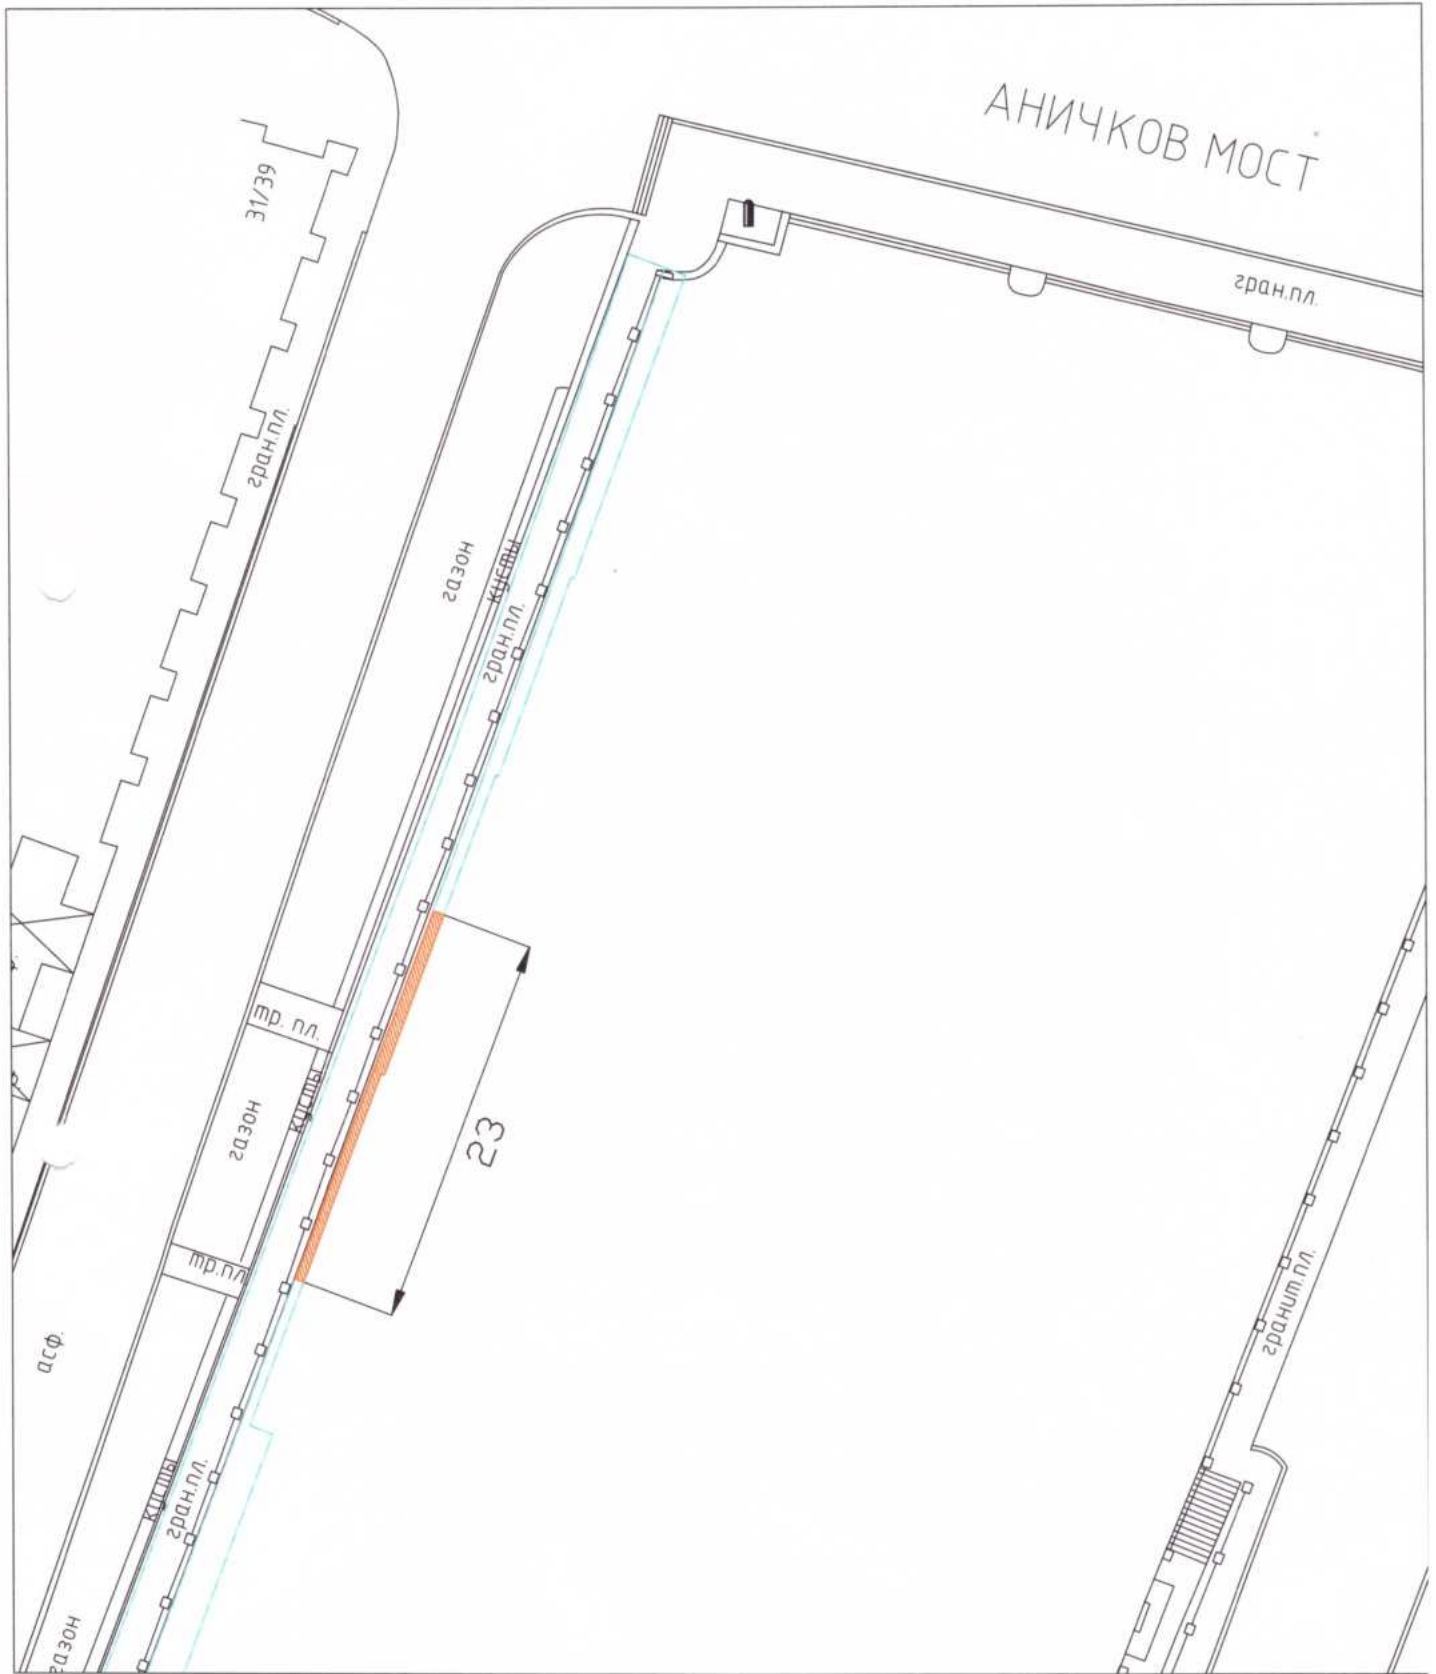 АНИЧКОВ МОСТ
31/39
гран.пл.
гран.пл.
газон
кусты
гран.пл.
тр. пл.
кусты
газон
23
тр.пл
гранит.пл.
асф.
кусты
гран.пл.
газон